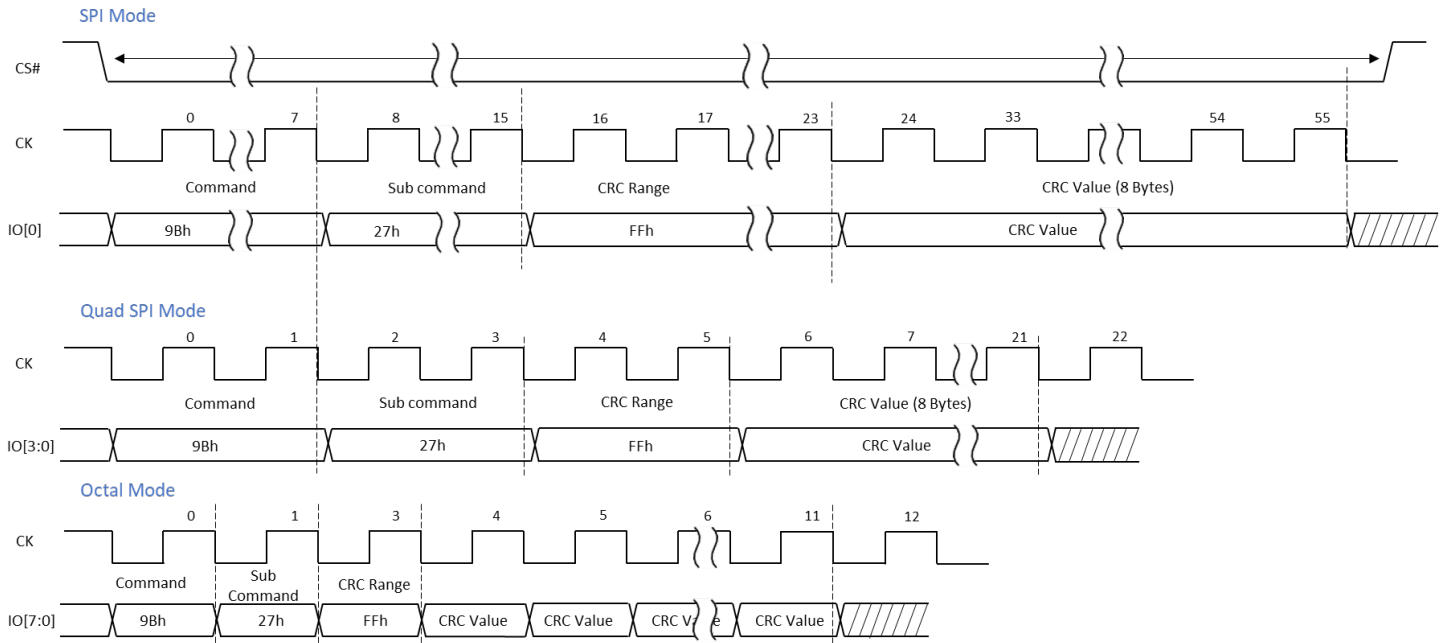 SPI Mode
CS#
0 7 8 15 16 17 23 24 33 54 55
CK
Command Sub command CRC Range CRC Value (8 Bytes)
IO[0] 9Bh 27h FFh CRC Value
Quad SPI Mode
0 1 2 3 4 5 6 7 21 22
CK
Command Sub command CRC Range CRC Value (8 Bytes)
IO[3:0] 9Bh 27h FFh CRC Value
Octal Mode
0 1 3 4 5 6 11 12
CK
Command Sub Command CRC Range
IO[7:0] 9Bh 27h FFh CRC Value CRC Value CRC Value CRC Value